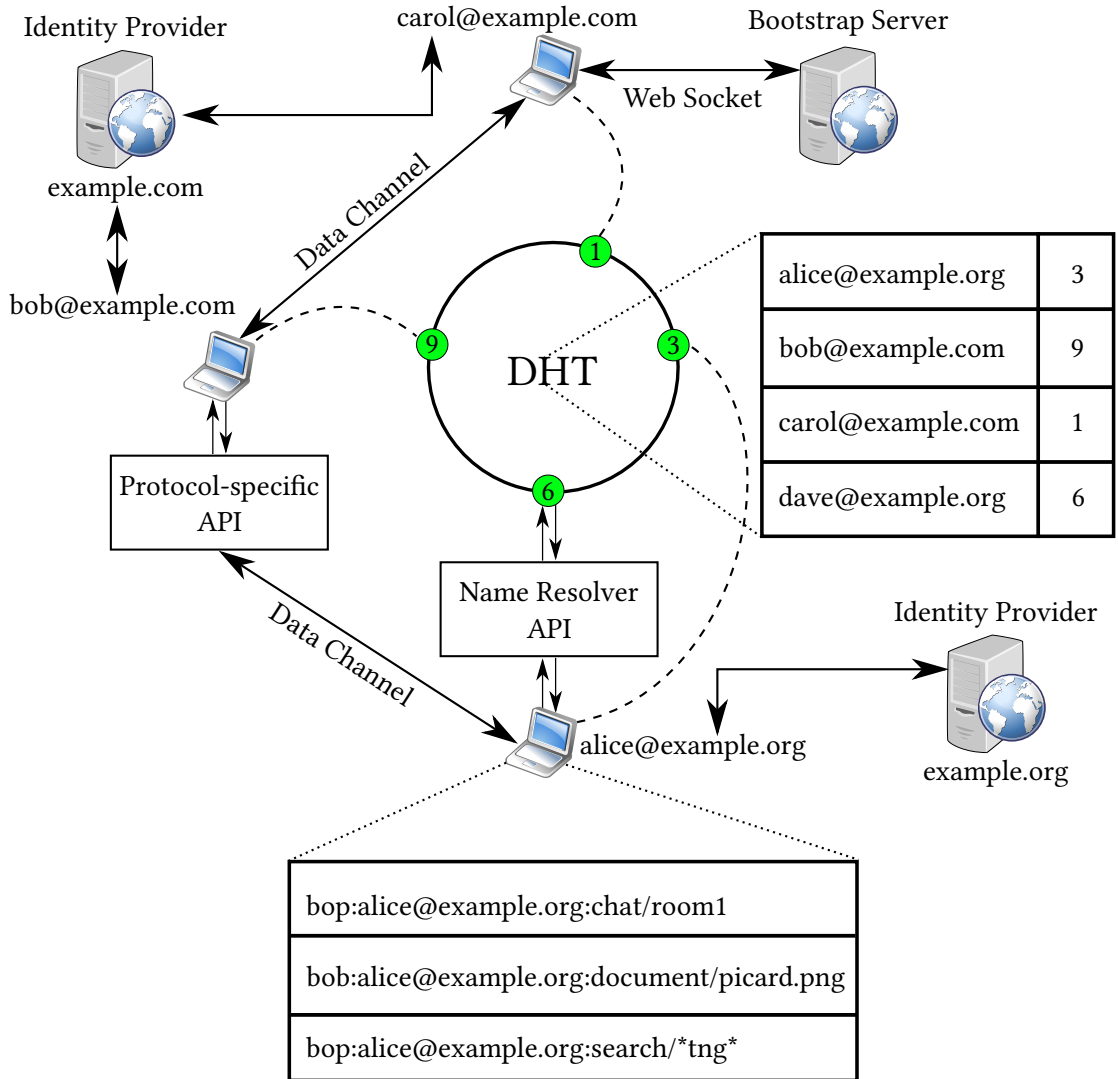 carol@example.com
Identity Provider
Bootstrap Server
Web Socket
example.com
Data Channel
bob@example.com
1
9
3
DHT
6
alice@example.org 3
bob@example.com 9
carol@example.com 1
dave@example.org 6
Protocol-specific
API
Name Resolver
API
Data Channel
Identity Provider
alice@example.org
example.org
bop:alice@example.org:chat/room1
bob:alice@example.org:document/picard.png
bop:alice@example.org:search/*tng*